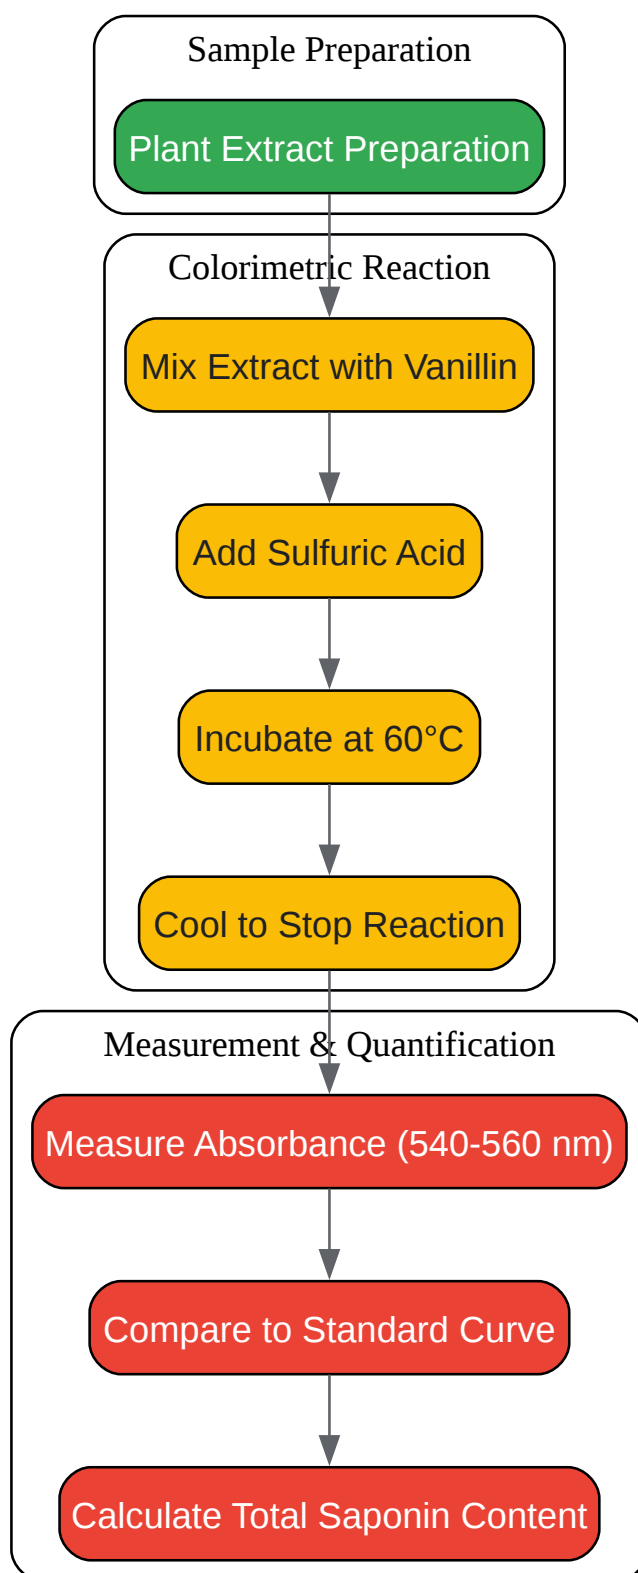 Sample Preparation
Plant Extract Preparation
Colorimetric Reaction
Mix Extract with Vanillin
Add Sulfuric Acid
Incubate at 60°C
Cool to Stop Reaction
Measurement & Quantification
Measure Absorbance (540-560 nm)
Compare to Standard Curve
Calculate Total Saponin Content